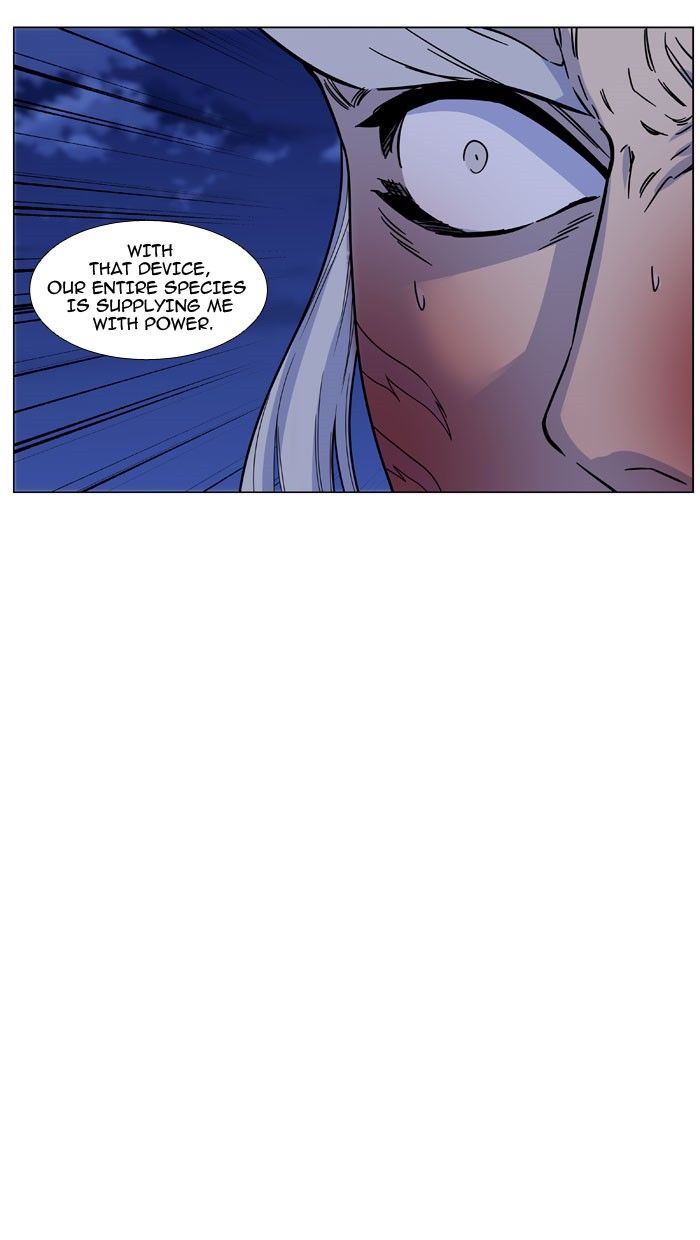 WITH
THAT DEVICE,
OUR ENTIRE SPECIES
IS SUPPLYING ME
WITH POWER.